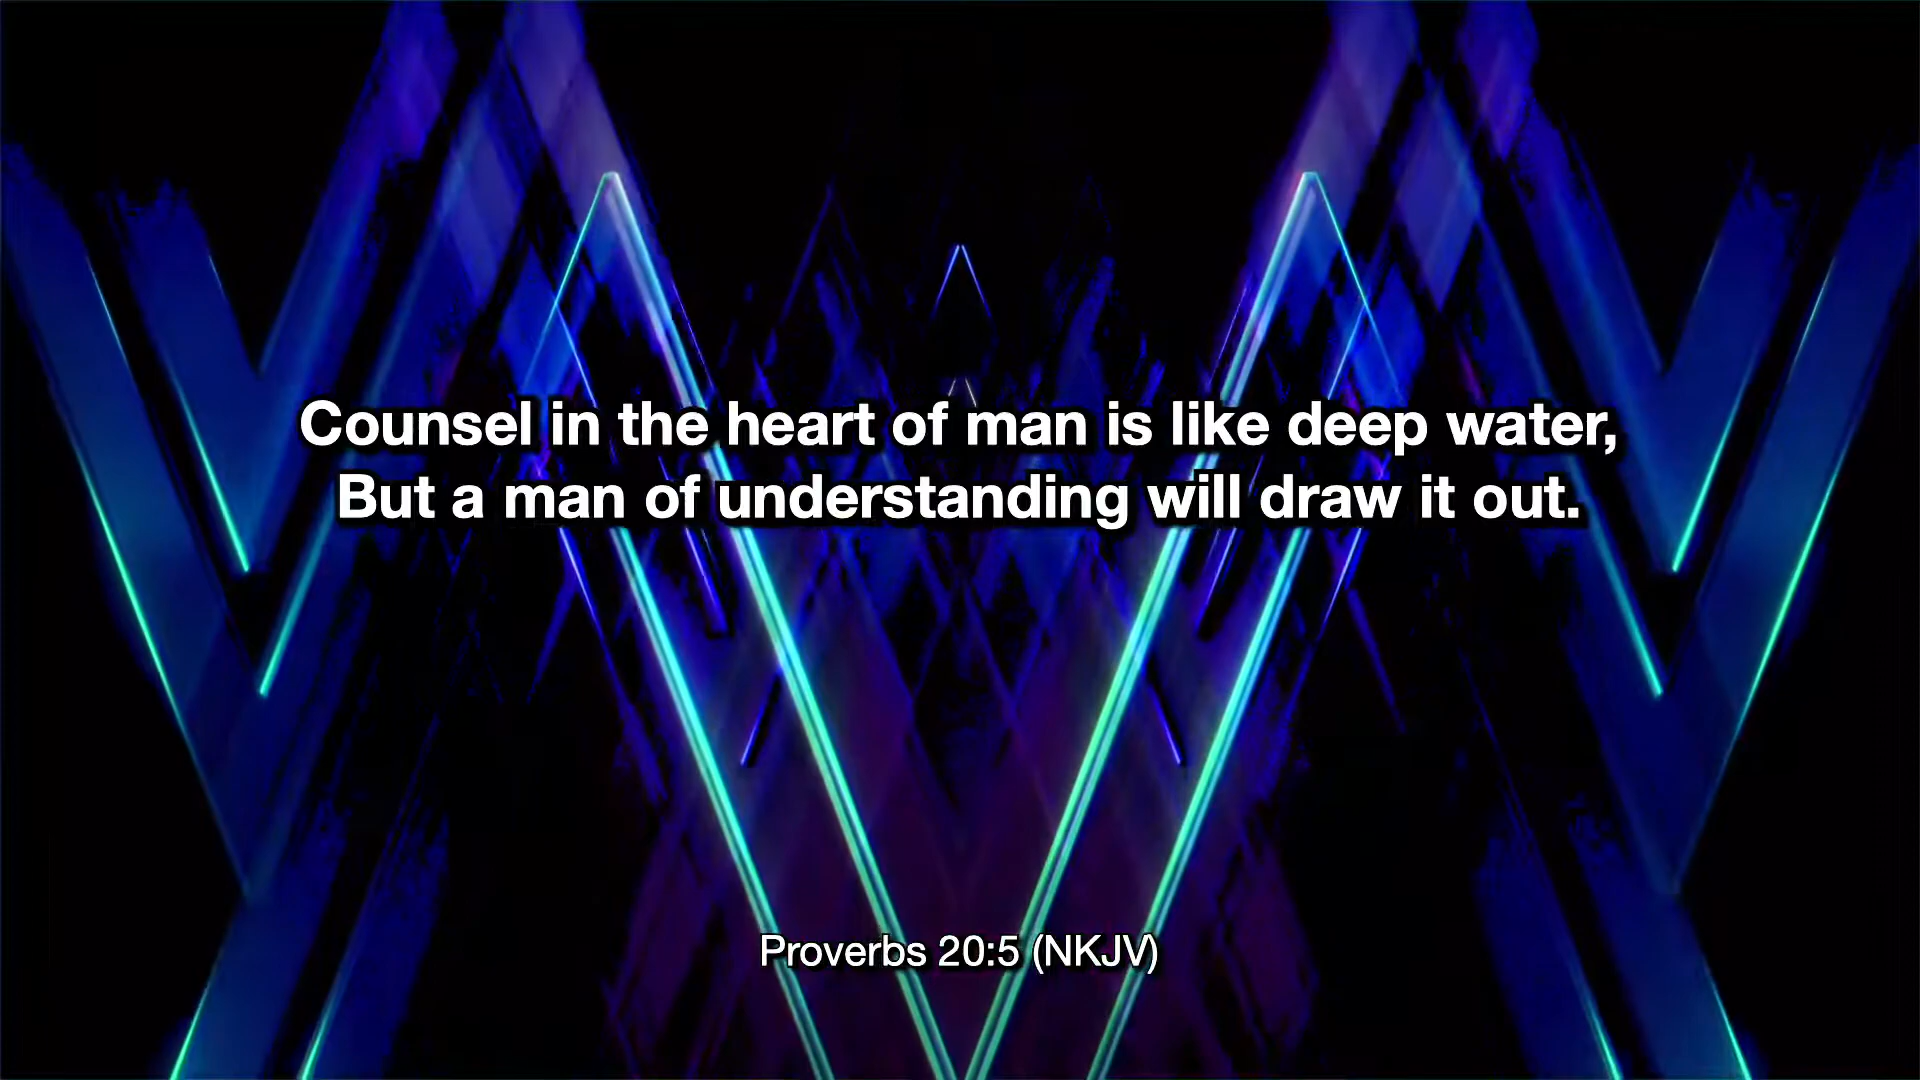 Counsel in the heart of man is like deep water,
But a man of understanding will draw it out.
Proverbs 20:5 (NKJV)